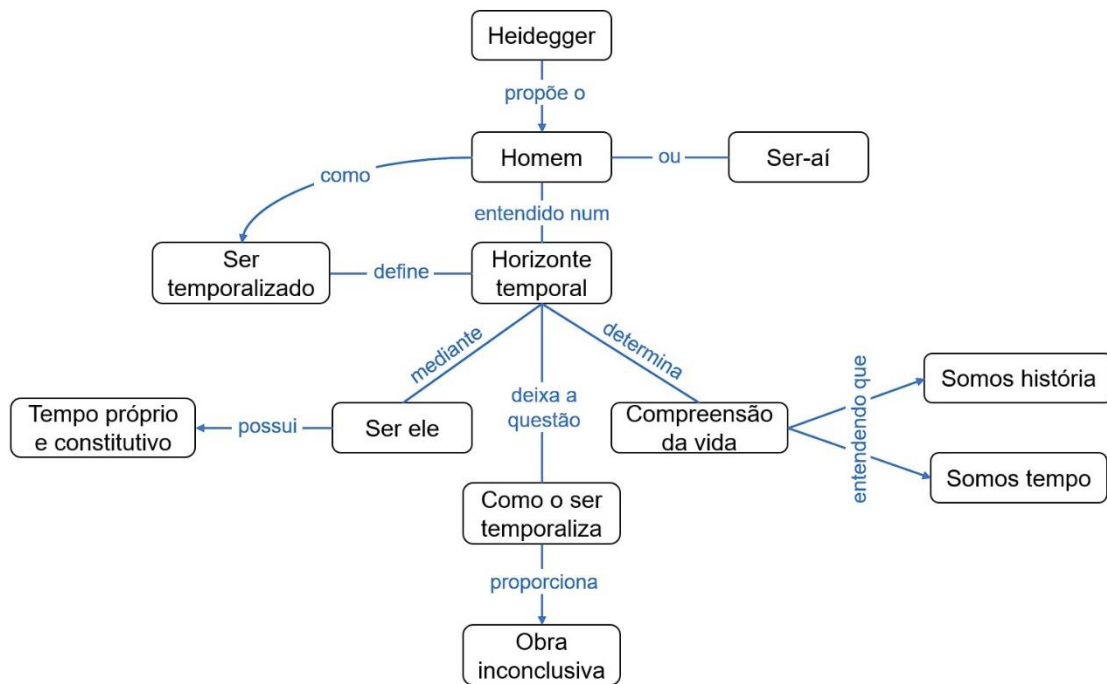 Heidegger
propõe o
Homem
ou
Ser-aí
como
entendido num
Ser
temporalizado
define
Horizonte
temporal
mediante
deixa a
questão
determina
Tempo próprio
e constitutivo
possui
Ser ele
Compreensão
da vida
entendendo que
Somos história
Somos tempo
Como o ser
temporaliza
proporciona
Obra
inconclusiva